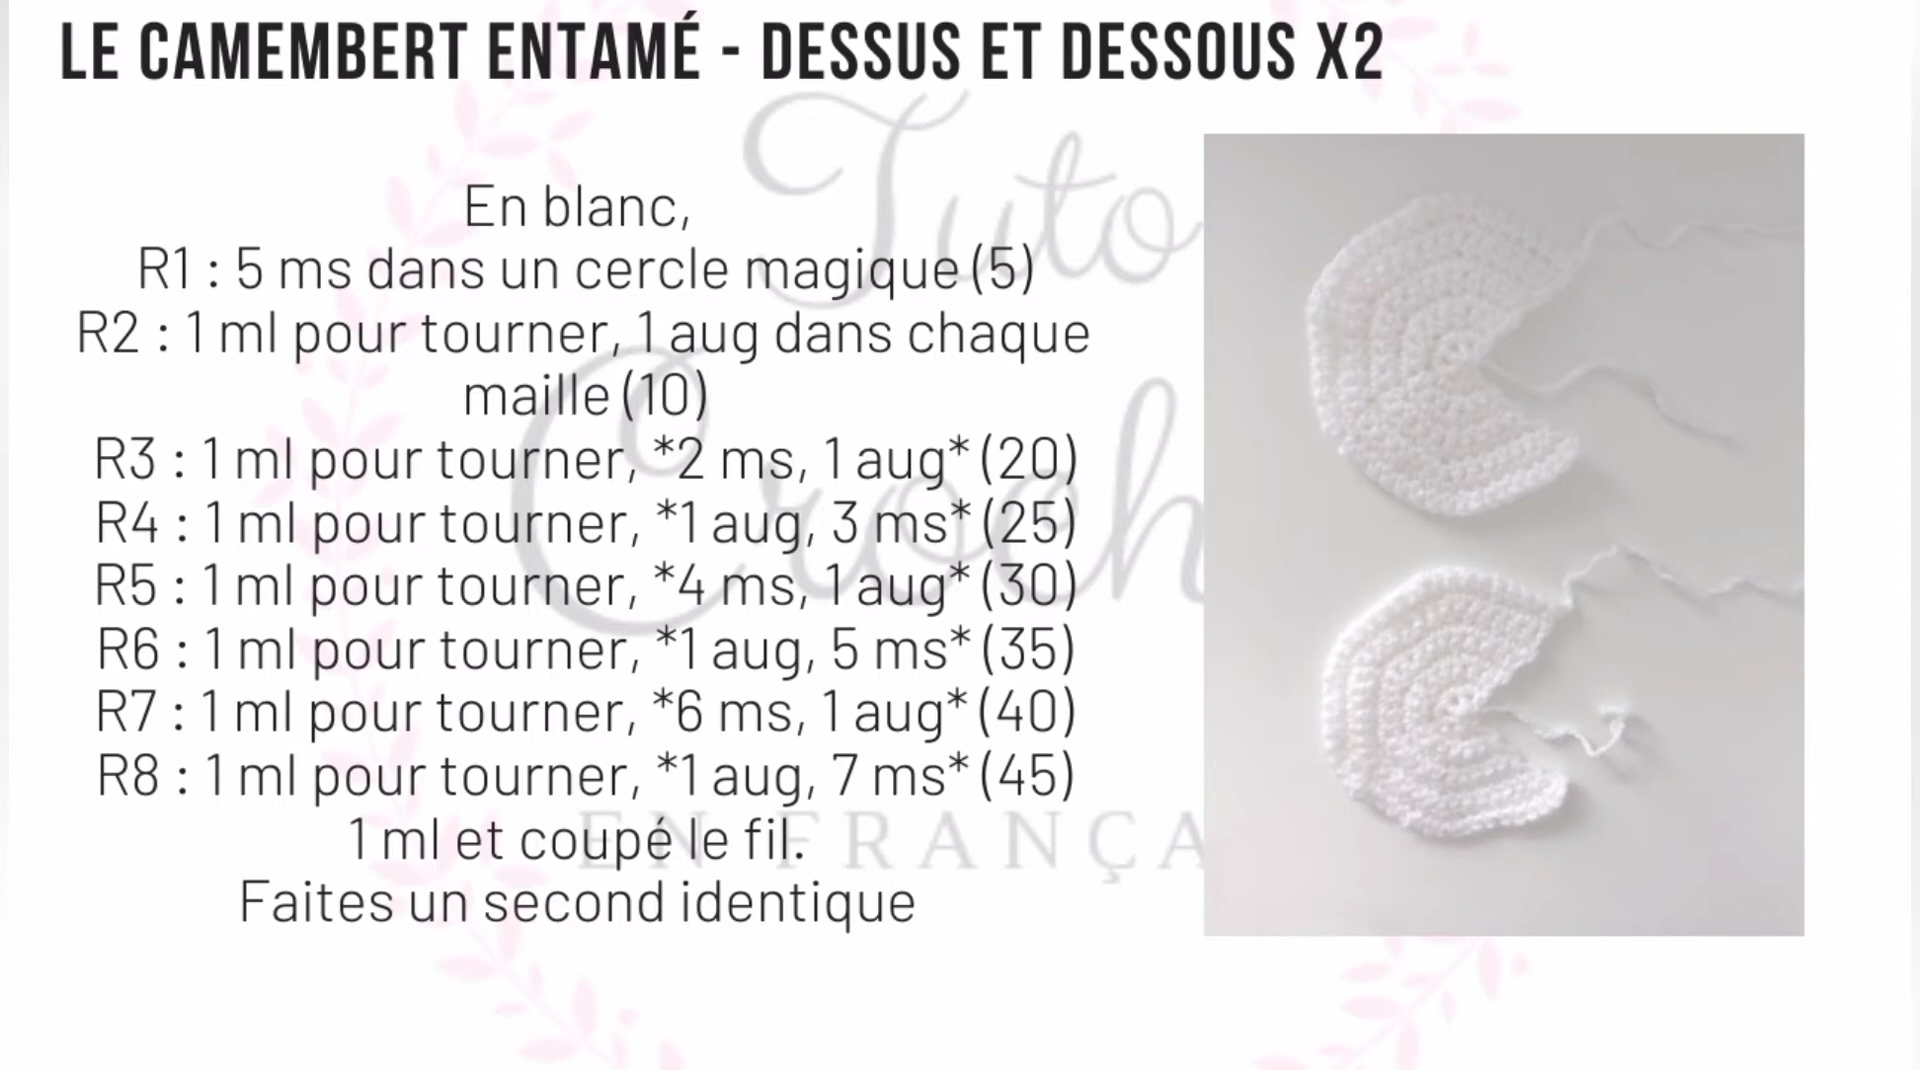 LE CAMEMBERT ENTAMÉ - DESSUS ET DESSOUS X2
En blanc,
R1 : 5 ms dans un cercle magique (5)
R2 : 1 ml pour tourner, 1 aug dans chaque
maille (10)
R3 : 1 ml pour tourner, *2 ms, 1 aug* (20)
R4 : 1 ml pour tourner, *1 aug, 3 ms* (25)
R5 : 1 ml pour tourner, *4 ms, 1 aug* (30)
R6 : 1 ml pour tourner, *1 aug, 5 ms* (35)
R7 : 1 ml pour tourner, *6 ms, 1 aug* (40)
R8 : 1 ml pour tourner, *1 aug, 7 ms* (45)
1 ml et coupé le fil.
Faites un second identique
Tuto
Croch
EN FRANÇA